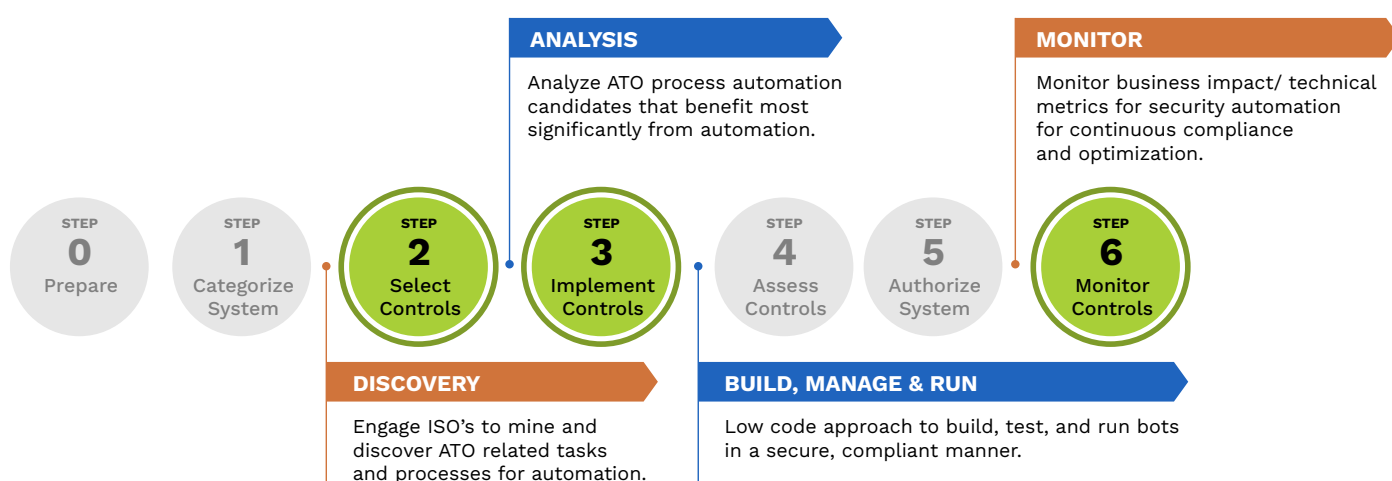 ANALYSIS
Analyze ATO process automation
candidates that benefit most
significantly from automation.
MONITOR
Monitor business impact/ technical
metrics for security automation
for continuous compliance
and optimization.
STEP
0
Prepare
STEP
1
Categorize
System
STEP
2
Select
Controls
STEP
3
Implement
Controls
STEP
4
Assess
Controls
STEP
5
Authorize
System
STEP
6
Monitor
Controls
DISCOVERY
Engage ISO’s to mine and
discover ATO related tasks
and processes for automation.
BUILD, MANAGE & RUN
Low code approach to build, test, and run bots
in a secure, compliant manner.